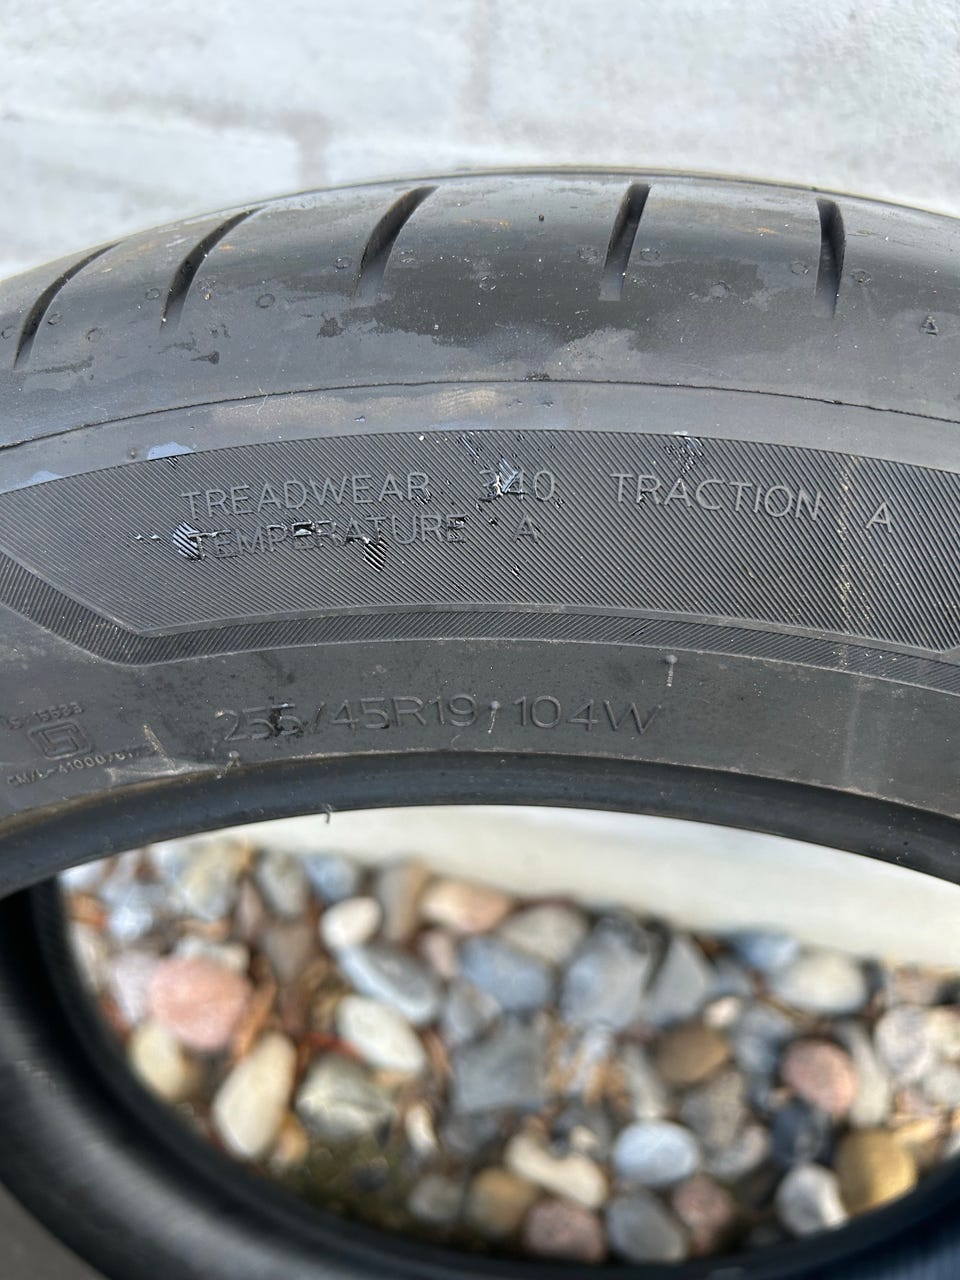 TREADWEAR 340 TRACTION A
TEMPERATURE A
255/45R19 104W